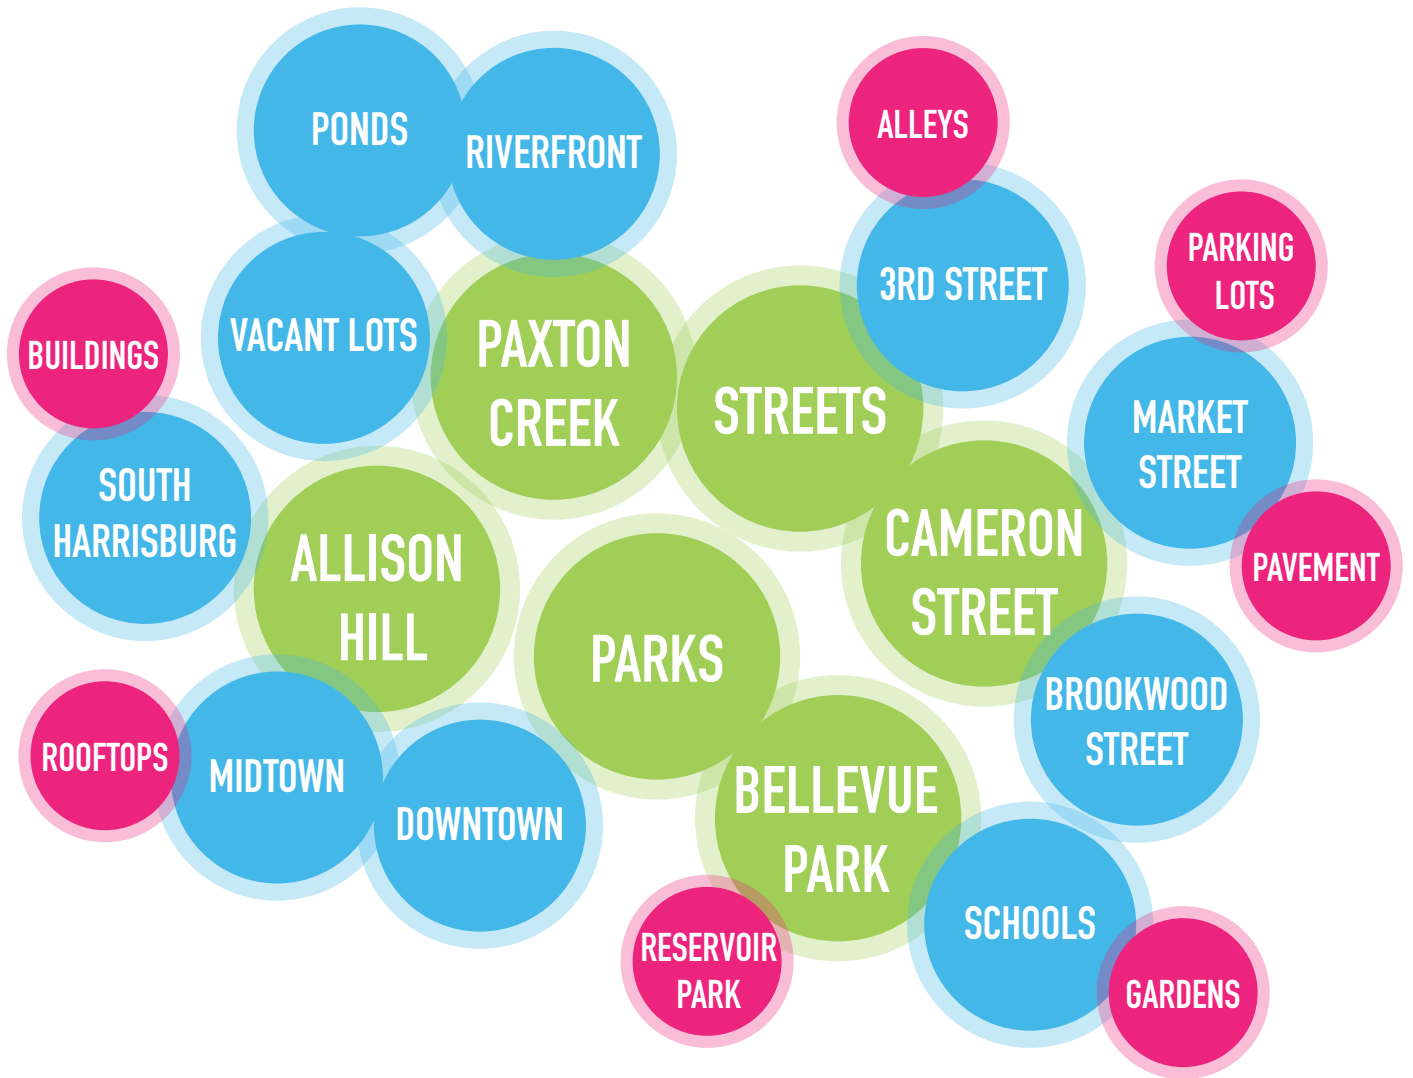 PONDS
RIVERFRONT
ALLEYS
PARKING
LOTS
3RD STREET
BUILDINGS
VACANT LOTS
PAXTON
CREEK
STREETS
MARKET
STREET
SOUTH
HARRISBURG
ALLISON
HILL
CAMERON
STREET
PAVEMENT
PARKS
BROOKWOOD
STREET
ROOFTOPS
MIDTOWN
DOWNTOWN
BELLEVUE
PARK
SCHOOLS
RESERVOIR
PARK
GARDENS